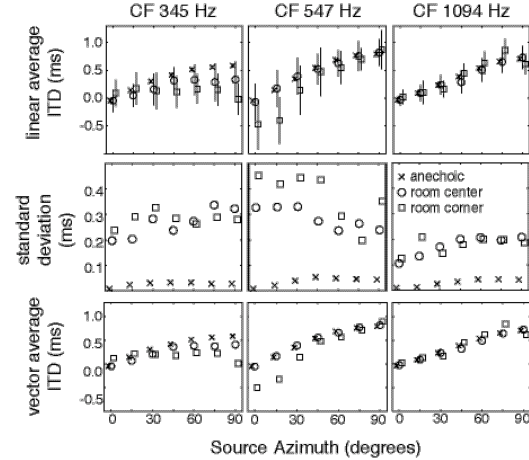 CF 345 Hz CF 547 Hz CF 1094 Hz
linear average
ITD (ms)
1.0
0.5
0.0
-0.5
standard
deviation
(ms)
0.4
0.3
0.2
0.1
× anechoic
○ room center
□ room corner
vector average
ITD (ms)
1.0
0.5
0.0
-0.5
0 30 60 90 0 30 60 90 0 30 60 90
Source Azimuth (degrees)